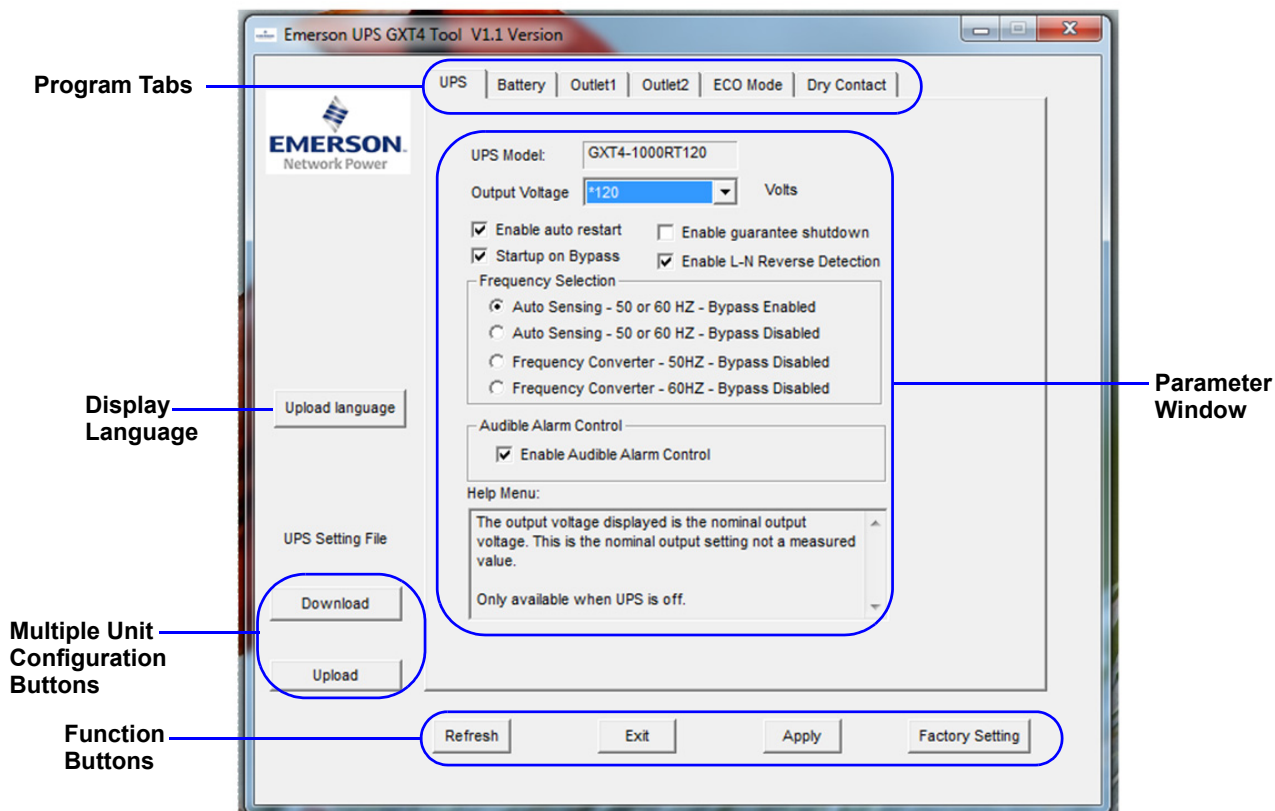 Emerson UPS GXT4 Tool V1.1 Version
Program Tabs
UPS
Battery
Outlet1
Outlet2
ECO Mode
Dry Contact
EMERSON
Network Power
UPS Model:
GXT4-1000RT120
Output Voltage
*120
Volts
Enable auto restart
Enable guarantee shutdown
Startup on Bypass
Enable L-N Reverse Detection
Frequency Selection
Auto Sensing - 50 or 60 HZ - Bypass Enabled
Auto Sensing - 50 or 60 HZ - Bypass Disabled
Frequency Converter - 50HZ - Bypass Disabled
Frequency Converter - 60HZ - Bypass Disabled
Parameter
Window
Display
Language
Upload language
Audible Alarm Control
Enable Audible Alarm Control
Help Menu:
The output voltage displayed is the nominal output
voltage. This is the nominal output setting not a measured
value.
Only available when UPS is off.
UPS Setting File
Download
Multiple Unit
Configuration
Buttons
Upload
Function
Buttons
Refresh
Exit
Apply
Factory Setting